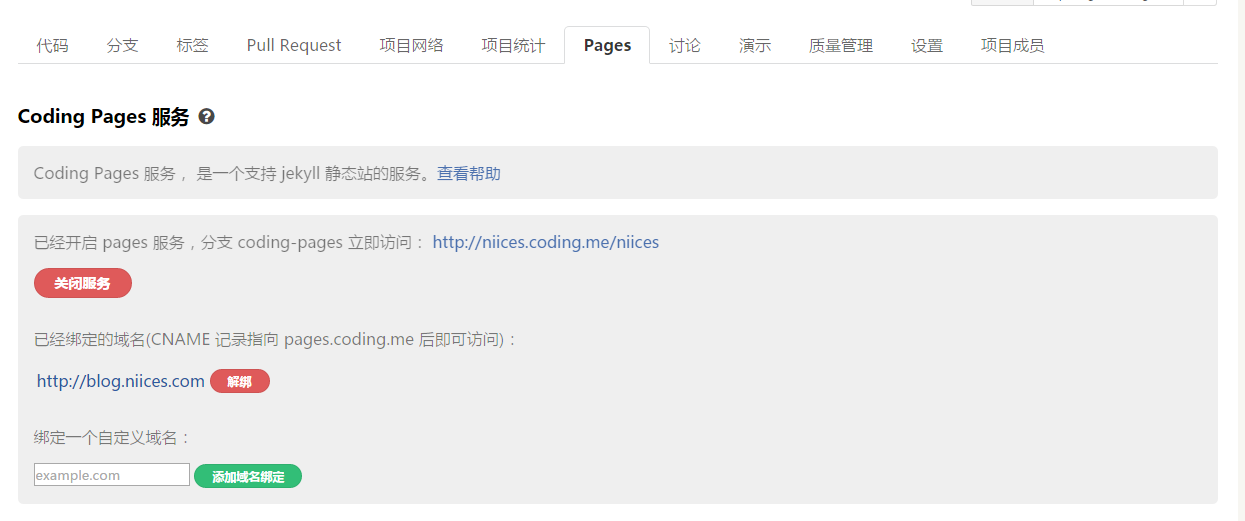 代码 分支 标签 Pull Request 项目网络 项目统计 Pages 讨论 演示 质量管理 设置 项目成员
Coding Pages 服务 ?
Coding Pages 服务 ，是一个支持 jekyll 静态站的服务。查看帮助
已经开启 pages 服务，分支 coding-pages 立即访问： http://niices.coding.me/niices
关闭服务
已经绑定的域名(CNAME 记录指向 pages.coding.me 后即可访问)：
http://blog.niices.com 解绑
绑定一个自定义域名：
example.com 添加域名绑定